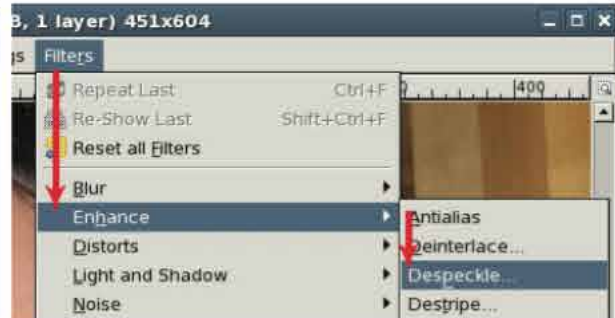 B, 1 layer) 451x604
gs Filters
400
Repeat Last Ctrl+F
Re-Show Last Shift+Ctrl+F
Reset all Filters
Blur
Enhance
Distorts
Light and Shadow
Noise
Antialias
Deinterlace...
Despeckle...
Destripe...